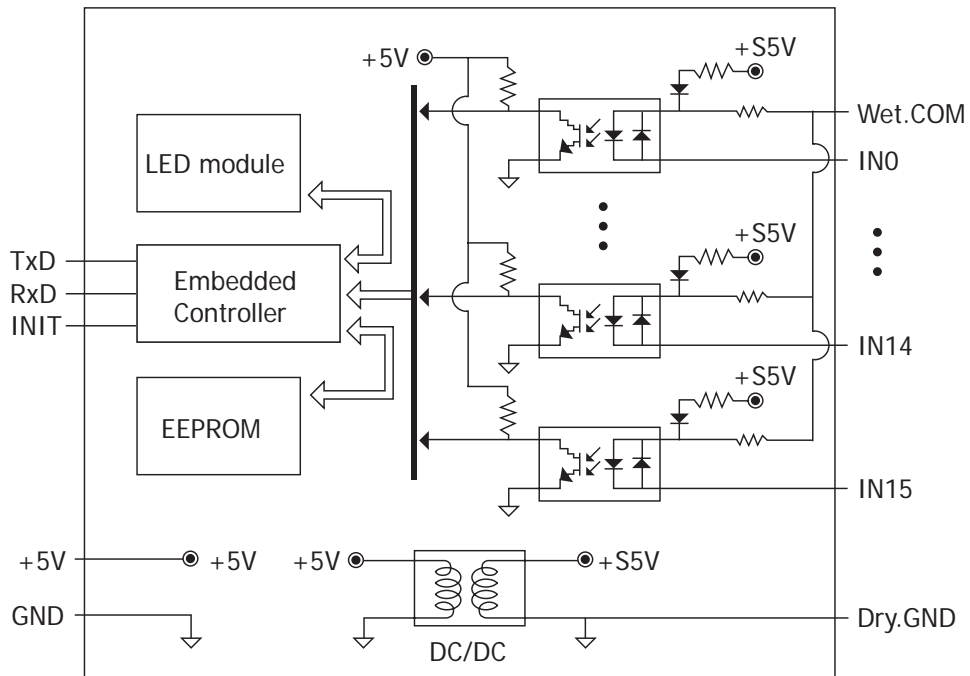 +5V
+S5V
Wet.COM
IN0
LED module
+S5V
TxD
RxD
INIT
Embedded
Controller
IN14
+S5V
EEPROM
IN15
+5V
+5V
+5V
+S5V
GND
Dry.GND
DC/DC